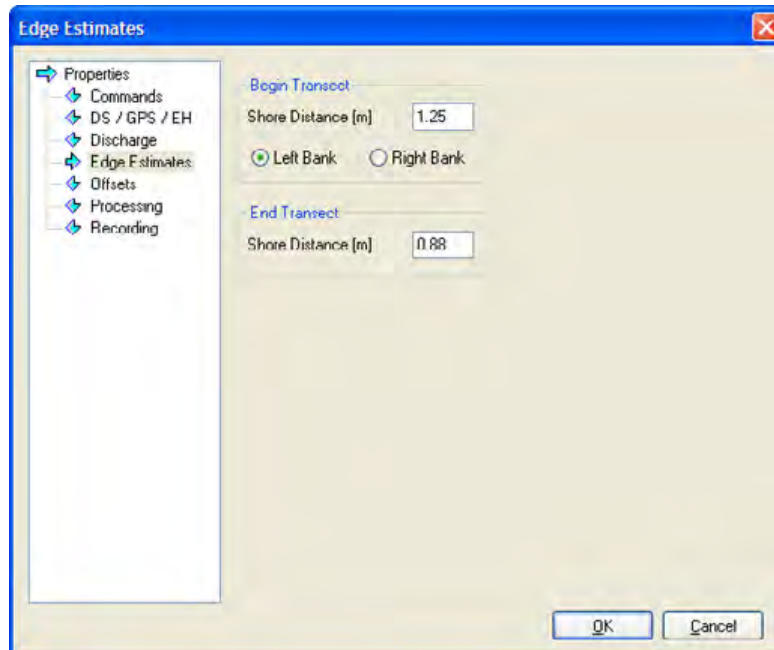 Edge Estimates
Properties
Commands
DS / GPS / EH
Discharge
Edge Estimates
Offsets
Processing
Recording
Begin Transect
Shore Distance [m] 1.25
Left Bank Right Bank
End Transect
Shore Distance [m] 0.88
OK Cancel